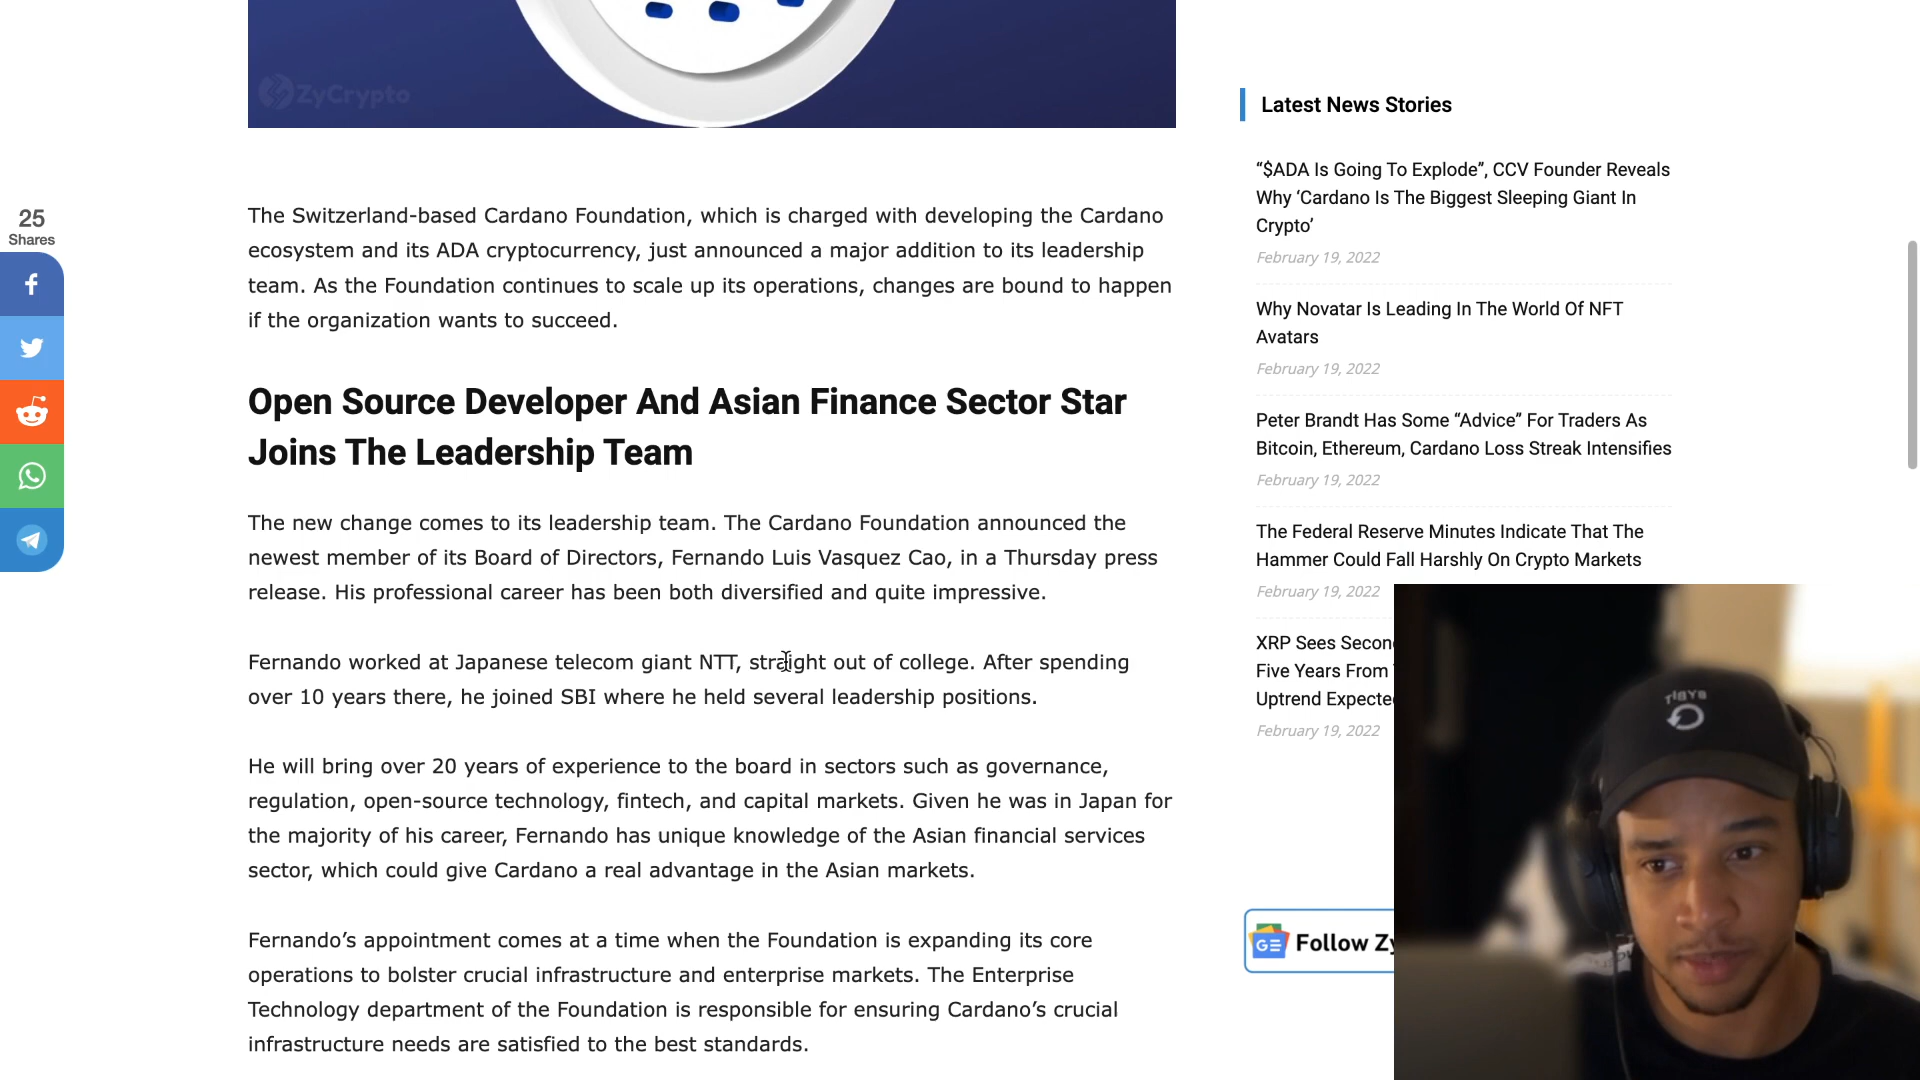 ZyCrypto
25
Shares
The Switzerland-based Cardano Foundation, which is charged with developing the Cardano
ecosystem and its ADA cryptocurrency, just announced a major addition to its leadership
team. As the Foundation continues to scale up its operations, changes are bound to happen
if the organization wants to succeed.
Open Source Developer And Asian Finance Sector Star
Joins The Leadership Team
The new change comes to its leadership team. The Cardano Foundation announced the
newest member of its Board of Directors, Fernando Luis Vasquez Cao, in a Thursday press
release. His professional career has been both diversified and quite impressive.
Fernando worked at Japanese telecom giant NTT, straight out of college. After spending
over 10 years there, he joined SBI where he held several leadership positions.
He will bring over 20 years of experience to the board in sectors such as governance,
regulation, open-source technology, fintech, and capital markets. Given he was in Japan for
the majority of his career, Fernando has unique knowledge of the Asian financial services
sector, which could give Cardano a real advantage in the Asian markets.
Fernando’s appointment comes at a time when the Foundation is expanding its core
operations to bolster crucial infrastructure and enterprise markets. The Enterprise
Technology department of the Foundation is responsible for ensuring Cardano’s crucial
infrastructure needs are satisfied to the best standards.
Latest News Stories
“$ADA Is Going To Explode”, CCV Founder Reveals
Why ‘Cardano Is The Biggest Sleeping Giant In
Crypto’
February 19, 2022
Why Novatar Is Leading In The World Of NFT
Avatars
February 19, 2022
Peter Brandt Has Some “Advice” For Traders As
Bitcoin, Ethereum, Cardano Loss Streak Intensifies
February 19, 2022
The Federal Reserve Minutes Indicate That The
Hammer Could Fall Harshly On Crypto Markets
February 19, 2022
XRP Sees Secon
Five Years From
Uptrend Expected
February 19, 2022
GE Follow Zy